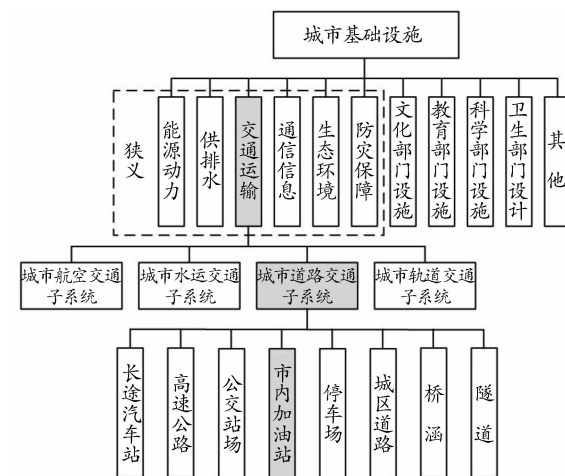 城市基础设施
狭义
能源动力
供排水
交通运输
通信信息
生态环境
防灾保障
文化部门设施
教育部门设施
科学部门设施
卫生部门设计
其他
城市航空交通
子系统
城市水运交通
子系统
城市道路交通
子系统
城市轨道交通
子系统
长途汽车站
高速公路
公交站场
市内加油站
停车场
城区道路
桥涵
隧道